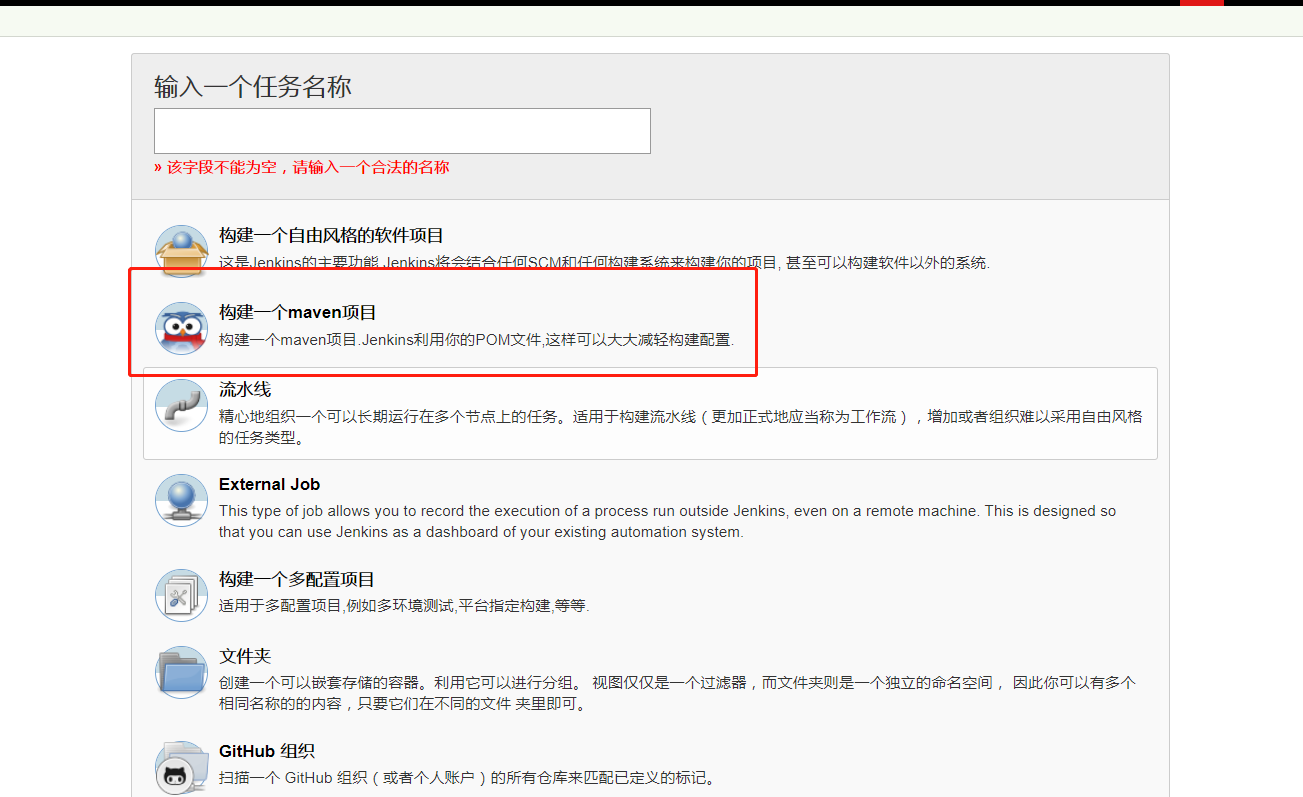 输入一个任务名称
» 该字段不能为空，请输入一个合法的名称
构建一个自由风格的软件项目
这是Jenkins的主要功能.Jenkins将会结合任何SCM和任何构建系统来构建你的项目, 甚至可以构建软件以外的系统.
构建一个maven项目
构建一个maven项目.Jenkins利用你的POM文件,这样可以大大减轻构建配置.
流水线
精心地组织一个可以长期运行在多个节点上的任务。适用于构建流水线（更加正式地应当称为工作流），增加或者组织难以采用自由风格
的任务类型。
External Job
This type of job allows you to record the execution of a process run outside Jenkins, even on a remote machine. This is designed so
that you can use Jenkins as a dashboard of your existing automation system.
构建一个多配置项目
适用于多配置项目,例如多环境测试,平台指定构建,等等.
文件夹
创建一个可以嵌套存储的容器。利用它可以进行分组。 视图仅仅是一个过滤器，而文件夹则是一个独立的命名空间， 因此你可以有多个
相同名称的的内容，只要它们在不同的文件 夹里即可。
GitHub 组织
扫描一个 GitHub 组织（或者个人账户）的所有仓库来匹配已定义的标记。